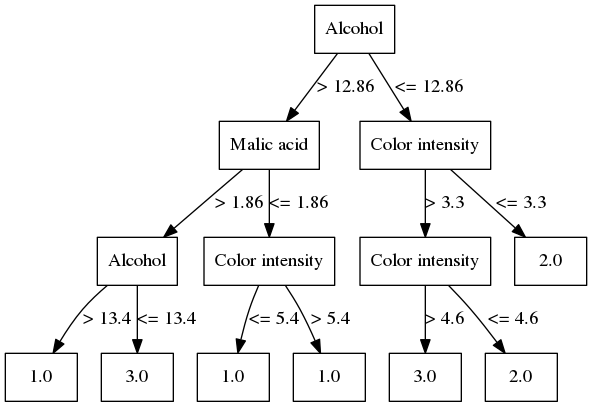 Alcohol
> 12.86 <= 12.86
Malic acid Color intensity
> 1.86 <= 1.86 > 3.3 <= 3.3
Alcohol Color intensity Color intensity 2.0
> 13.4 <= 13.4 <= 5.4 > 5.4 > 4.6 <= 4.6
1.0 3.0 1.0 1.0 3.0 2.0